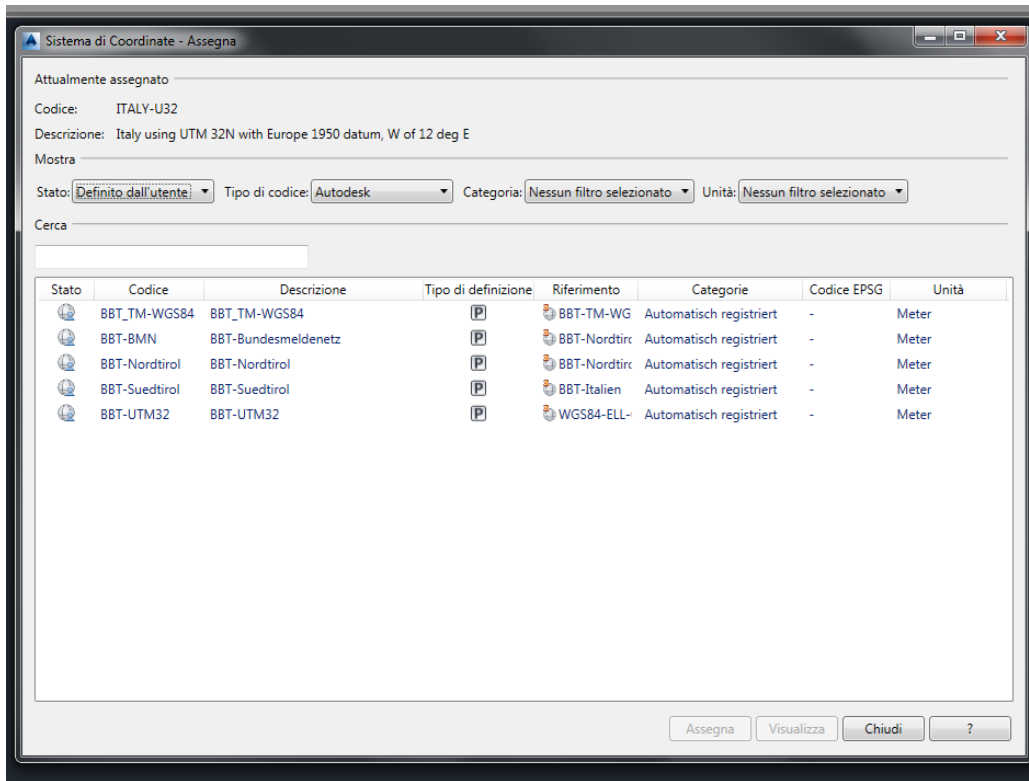 Sistema di Coordinate - Assegna
Attualmente assegnato
Codice: ITALY-U32
Descrizione: Italy using UTM 32N with Europe 1950 datum, W of 12 deg E
Mostra
Stato: Definito dall'utente Tipo di codice: Autodesk Categoria: Nessun filtro selezionato Unità: Nessun filtro selezionato
Cerca
Stato Codice Descrizione Tipo di definizione Riferimento Categorie Codice EPSG Unità
BBT_TM-WGS84 BBT_TM-WGS84 P BBT-TM-WG Automatisch registriert - Meter
BBT-BMN BBT-Bundesmeldenetz P BBT-Nordtirc Automatisch registriert - Meter
BBT-Nordtirol BBT-Nordtirol P BBT-Nordtirc Automatisch registriert - Meter
BBT-Suedtirol BBT-Suedtirol P BBT-Italien Automatisch registriert - Meter
BBT-UTM32 BBT-UTM32 P WGS84-ELL- Automatisch registriert - Meter
Assegna Visualizza Chiudi ?